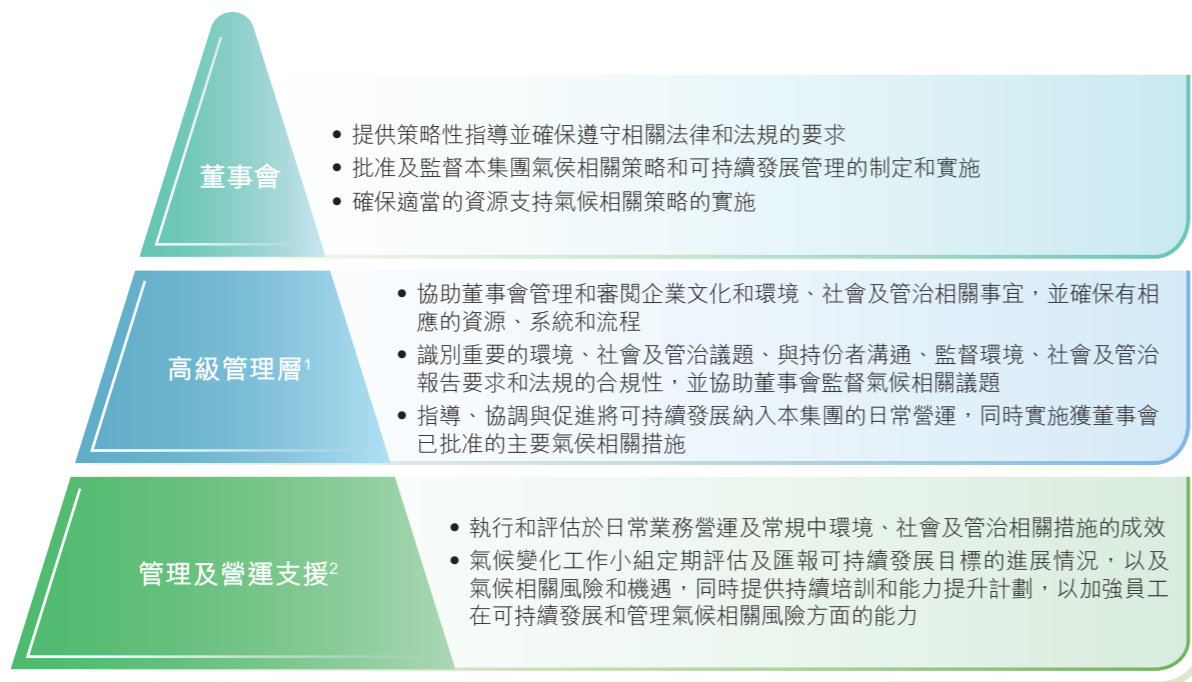 董事會
• 提供策略性指導並確保遵守相關法律和法規的要求
• 批准及監督本集團氣候相關策略和可持續發展管理的制定和實施
• 確保適當的資源支持氣候相關策略的實施
高級管理層1
• 協助董事會管理和審閱企業文化和環境、社會及管治相關事宜，並確保有相
應的資源、系統和流程
• 識別重要的環境、社會及管治議題、與持份者溝通、監督環境、社會及管治
報告要求和法規的合規性，並協助董事會監督氣候相關議題
• 指導、協調與促進將可持續發展納入本集團的日常營運，同時實施獲董事會
已批准的主要氣候相關措施
管理及營運支援2
• 執行和評估於日常業務營運及常規中環境、社會及管治相關措施的成效
• 氣候變化工作小組定期評估及匯報可持續發展目標的進展情況，以及
氣候相關風險和機遇，同時提供持續培訓和能力提升計劃，以加強員工
在可持續發展和管理氣候相關風險方面的能力